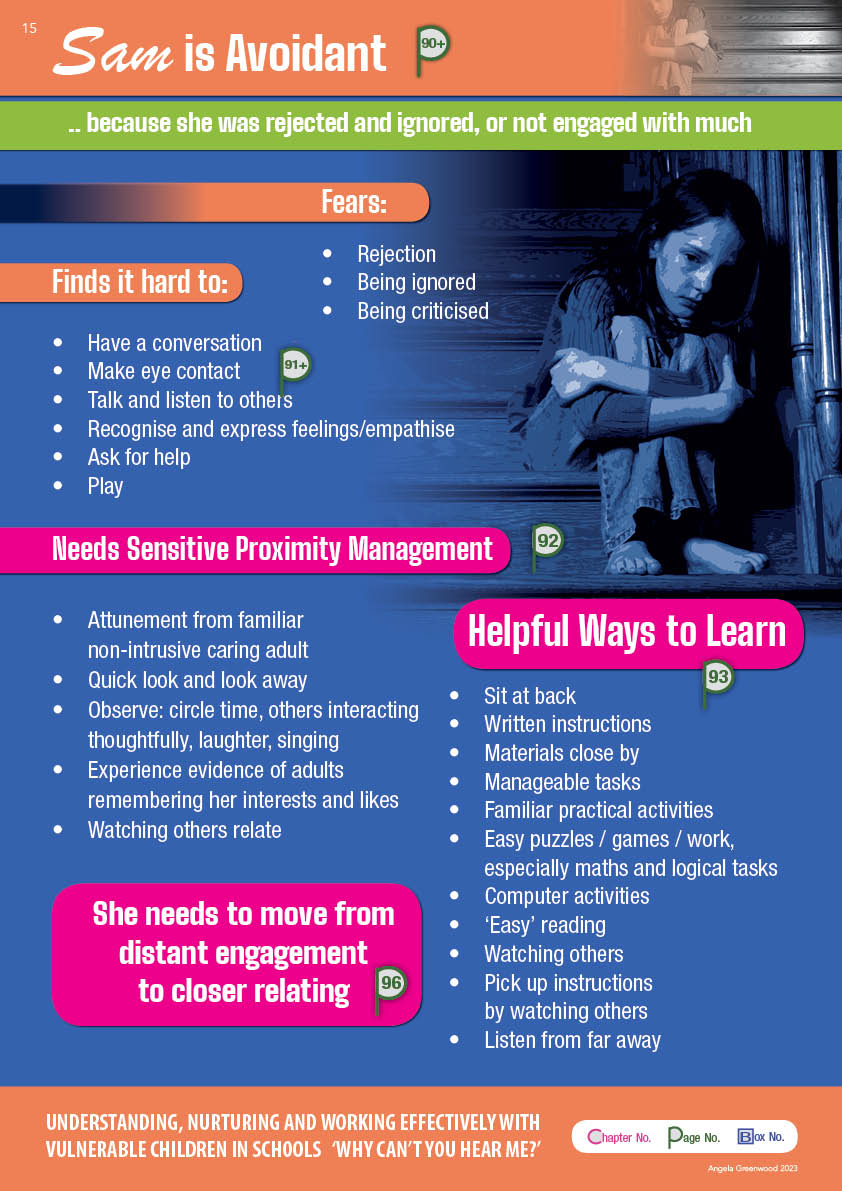 15
Sam is Avoidant
P90+
.. because she was rejected and ignored, or not engaged with much
Fears:
• Rejection
• Being ignored
• Being criticised
Finds it hard to:
• Have a conversation
• Make eye contact
P91+
• Talk and listen to others
• Recognise and express feelings/empathise
• Ask for help
• Play
Needs Sensitive Proximity Management
P92
• Attunement from familiar
non-intrusive caring adult
• Quick look and look away
• Observe: circle time, others interacting
thoughtfully, laughter, singing
• Experience evidence of adults
remembering her interests and likes
• Watching others relate
She needs to move from
distant engagement
to closer relating
P96
Helpful Ways to Learn
P93
• Sit at back
• Written instructions
• Materials close by
• Manageable tasks
• Familiar practical activities
• Easy puzzles / games / work,
especially maths and logical tasks
• Computer activities
• ‘Easy’ reading
• Watching others
• Pick up instructions
by watching others
• Listen from far away
UNDERSTANDING, NURTURING AND WORKING EFFECTIVELY WITH
VULNERABLE CHILDREN IN SCHOOLS ‘WHY CAN’T YOU HEAR ME?’
Chapter No. Page No. Box No.
Angela Greenwood 2023